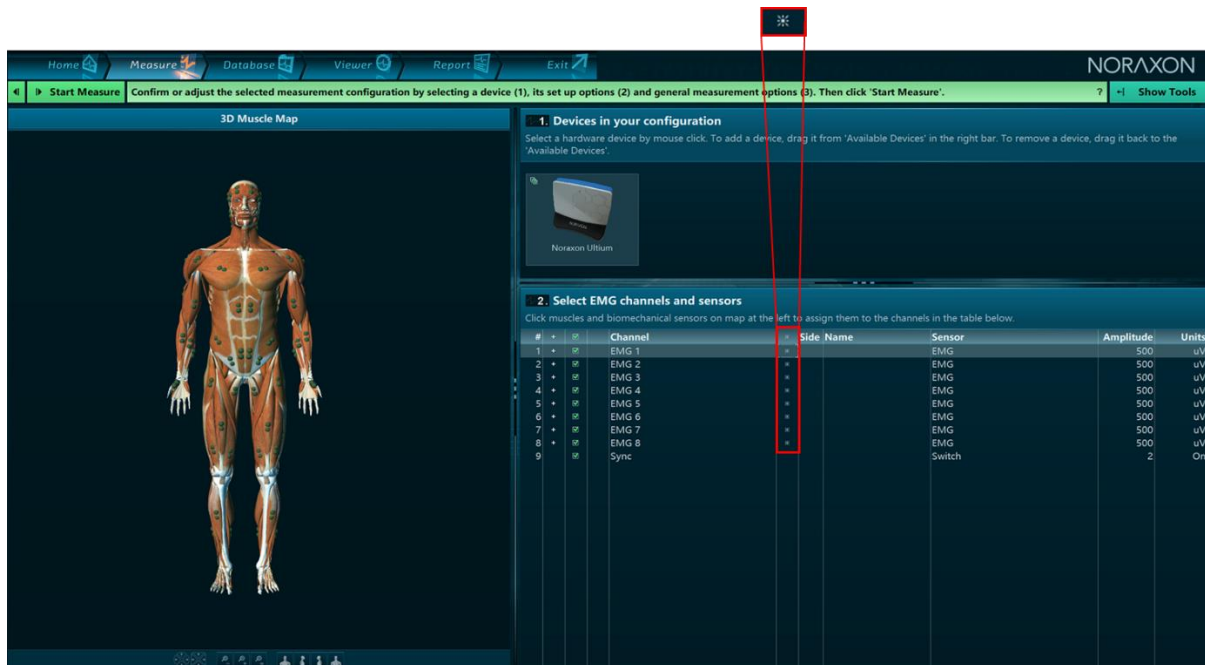 Home Measure Database Viewer Report Exit
NORAXON
Start Measure Confirm or adjust the selected measurement configuration by selecting a device (1), its set up options (2) and general measurement options (3). Then click 'Start Measure'. ? Show Tools
3D Muscle Map
1. Devices in your configuration
Select a hardware device by mouse click. To add a device, drag it from 'Available Devices' in the right bar. To remove a device, drag it back to the
'Available Devices'.
Noraxon Ultium
2. Select EMG channels and sensors
Click muscles and biomechanical sensors on map at the left to assign them to the channels in the table below.
# + Channel Side Name Sensor Amplitude Units
1 + EMG 1 EMG 500 uV
2 + EMG 2 EMG 500 uV
3 + EMG 3 EMG 500 uV
4 + EMG 4 EMG 500 uV
5 + EMG 5 EMG 500 uV
6 + EMG 6 EMG 500 uV
7 + EMG 7 EMG 500 uV
8 + EMG 8 EMG 500 uV
9 Sync Switch 2 On